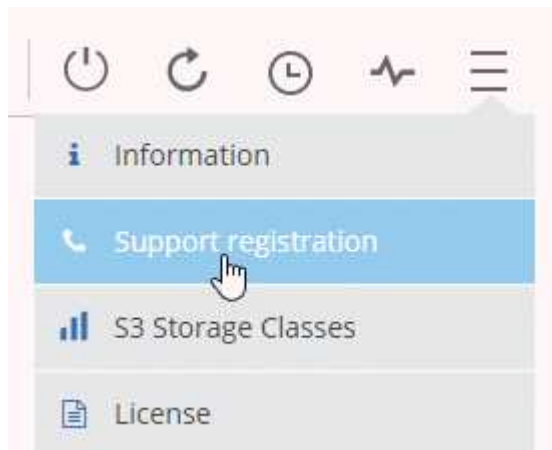 Information
Support registration
S3 Storage Classes
License